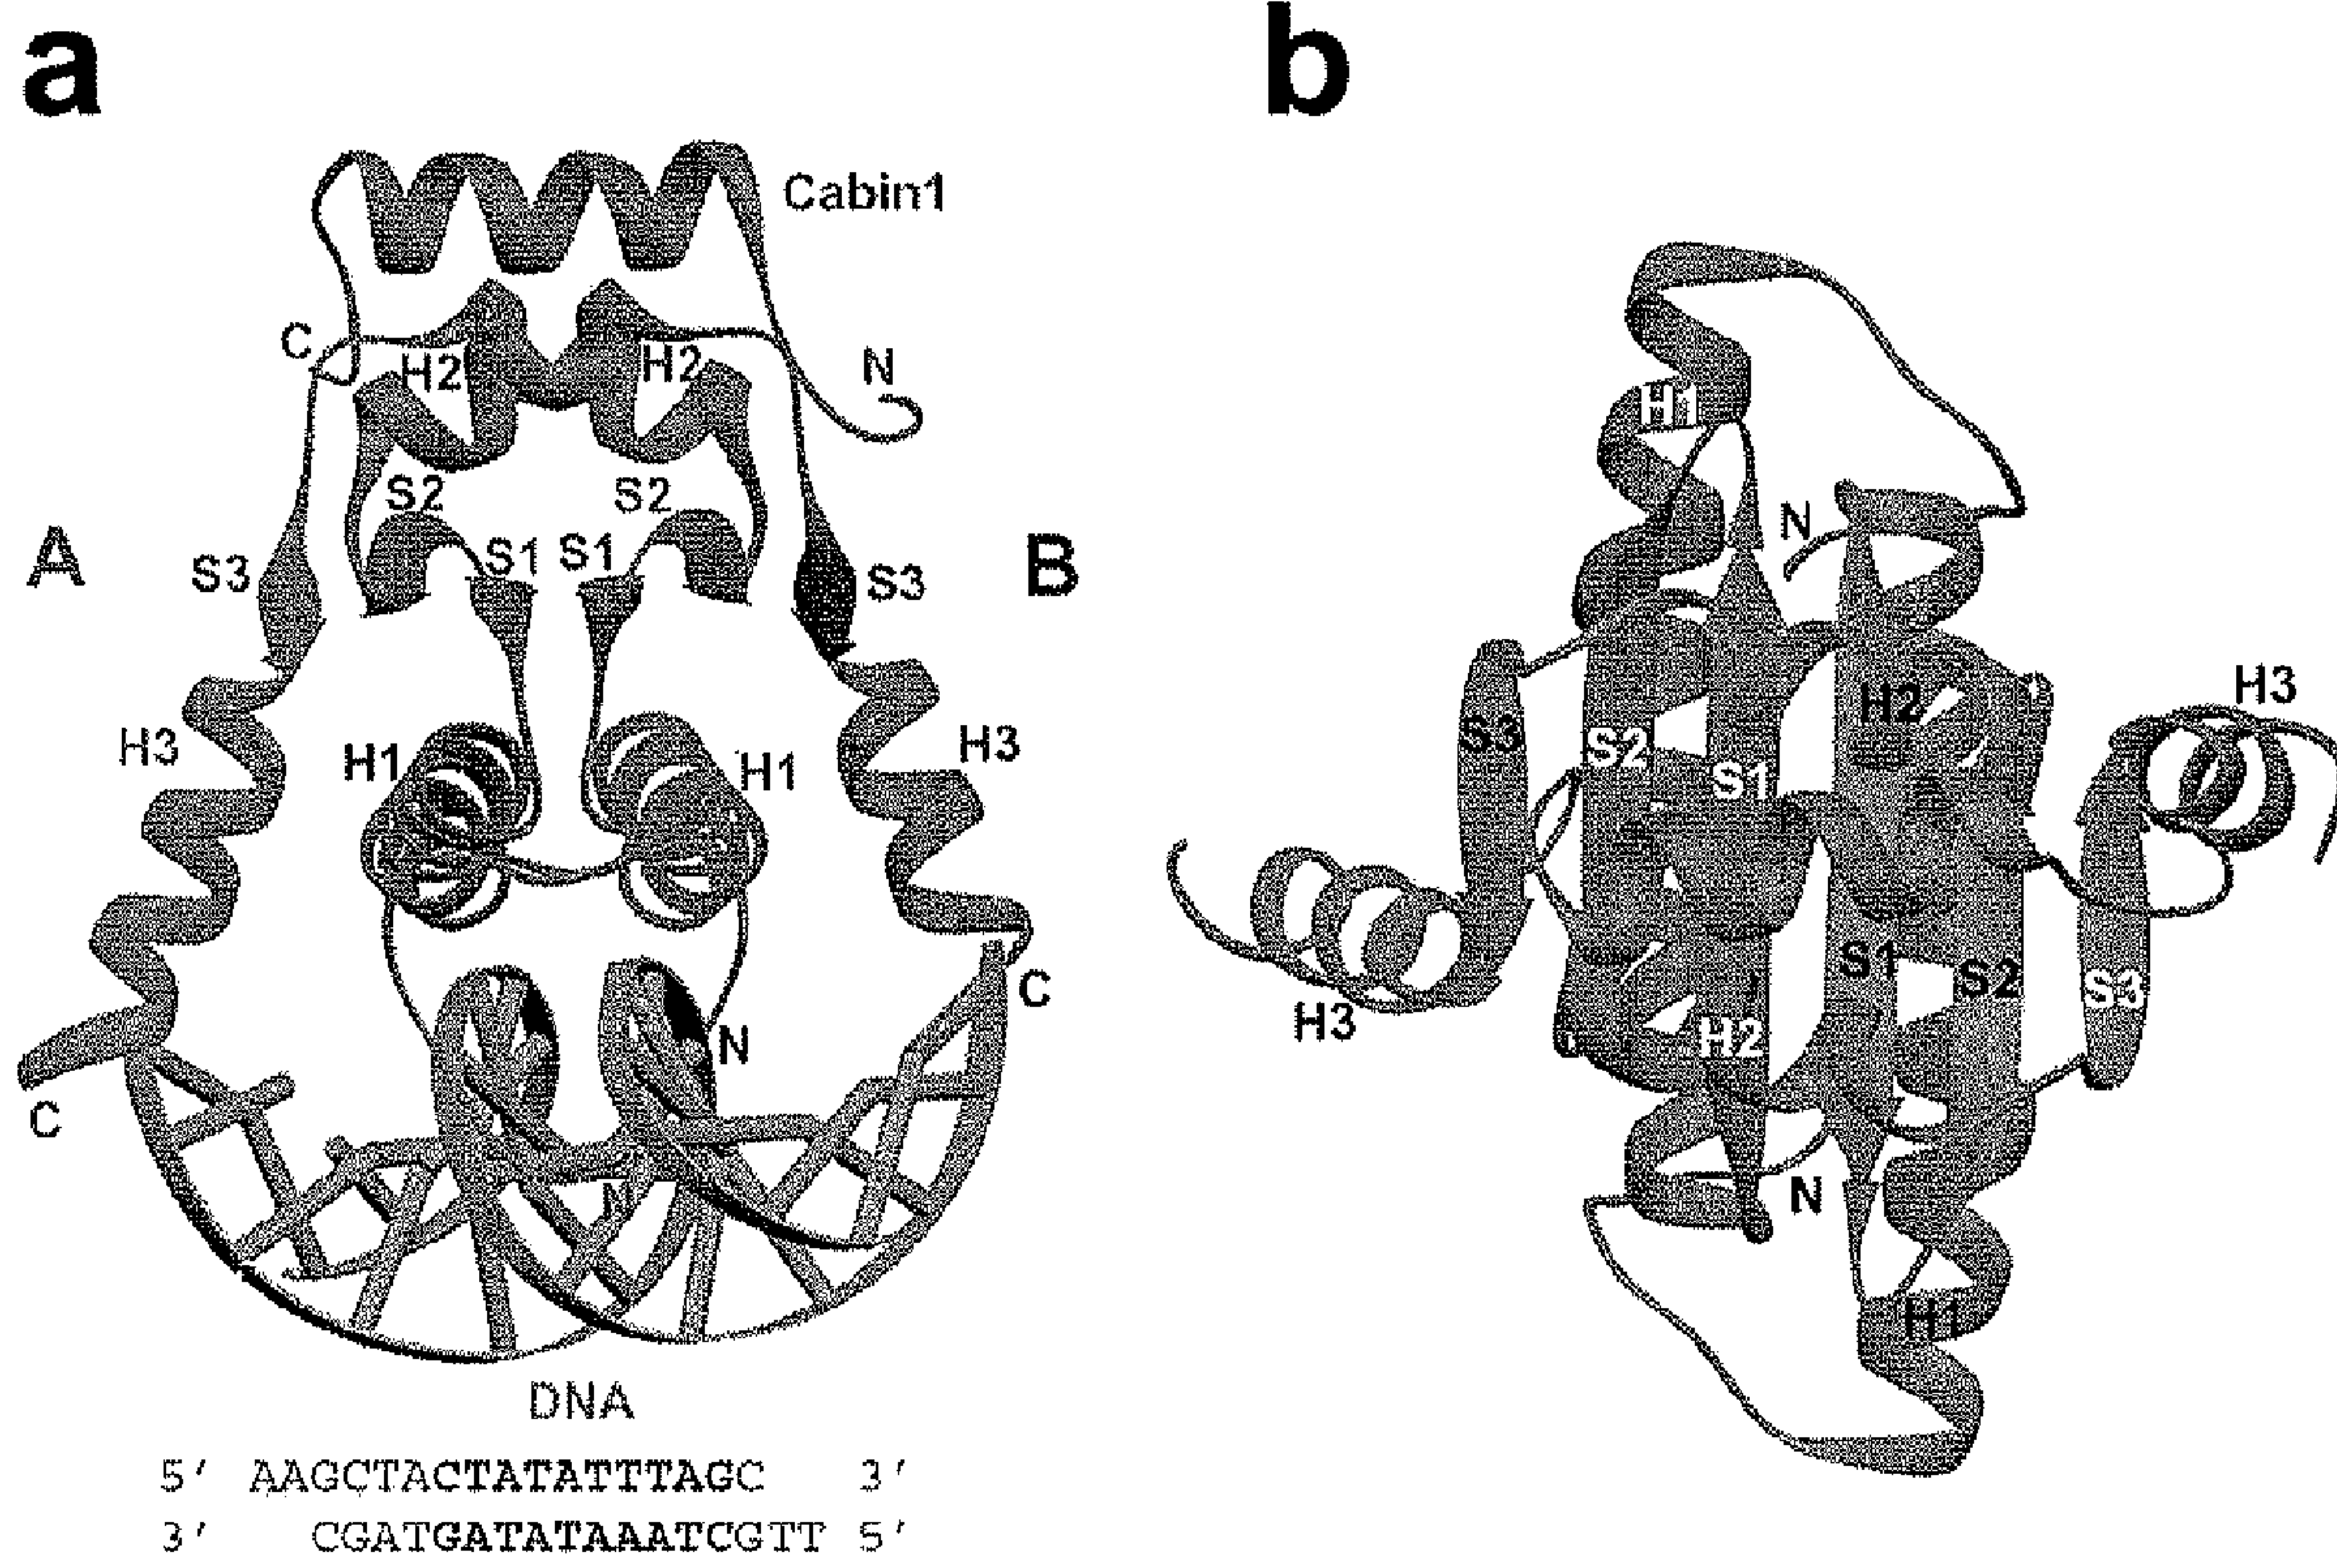 a
b
Cabin1
C
H2
H2
N
S2
S2
A
S3
S1
S1
S3
B
H3
H1
H1
H3
C
N
C
N
DNA
5′ AAGCTACTATATTTAGC 3′
3′ CGATGATATAAATCGTT 5′
H1
N
H2
H3
S3
S2
S1
S1
S2
S3
H3
H2
N
H1